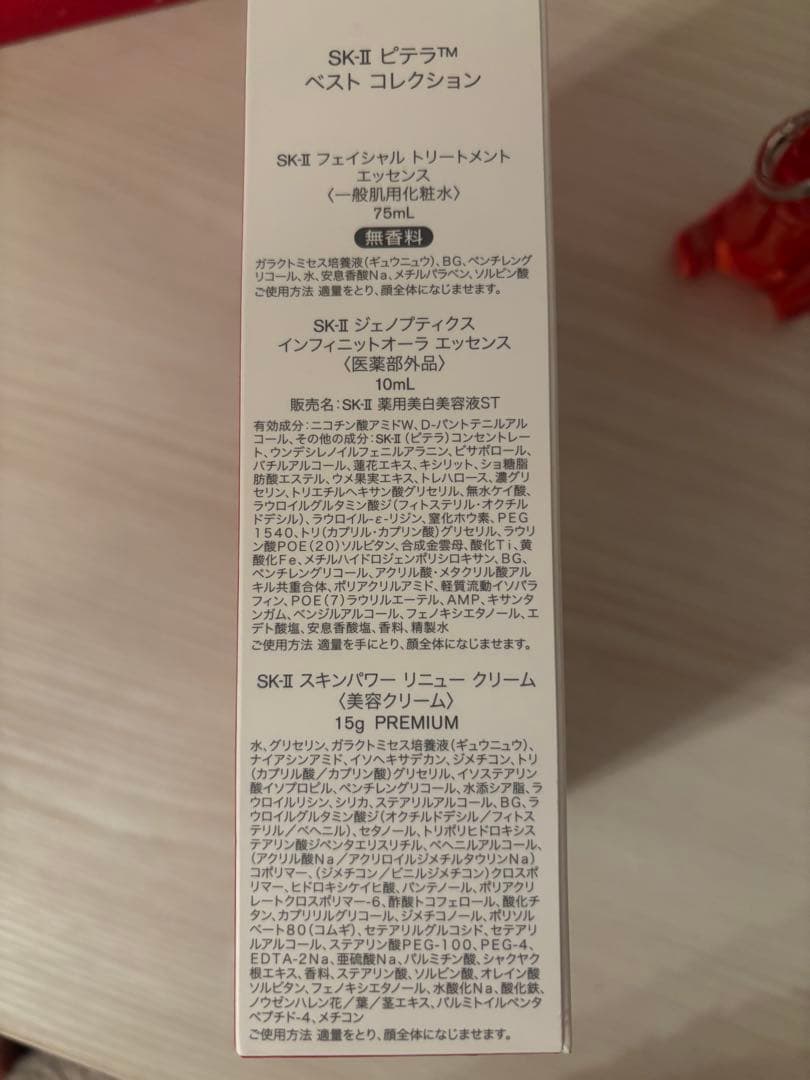 SK-II ピテラ™
ベスト コレクション
SK-II フェイシャル トリートメント
エッセンス
〈一般肌用化粧水〉
75mL
無香料
ガラクトミセス培養液(ギュウニュウ)、BG、ペンチレング
リコール、水、安息香酸Na、メチルパラベン、ソルビン酸
ご使用方法 適量をとり、顔全体になじませます。
SK-II ジェノプティクス
インフィニットオーラ エッセンス
〈医薬部外品〉
10mL
販売名:SK-II 薬用美白美容液ST
有効成分:ニコチン酸アミドW、D-パントテニルアル
コール、その他の成分:SK-II (ピテラ)コンセントレー
ト、ウンデシレノイルフェニルアラニン、ビサボロール、
バチルアルコール、蓮花エキス、キシリット、ショ糖脂
肪酸エステル、ウメ果実エキス、トレハロース、濃グリ
セリン、トリエチルヘキサン酸グリセリル、無水ケイ酸、
ラウロイルグルタミン酸ジ(フィトステリル・オクチル
ドデシル)、ラウロイル-ε-リジン、窒化ホウ素、PEG
1540、トリ(カプリル・カプリン酸)グリセリル、ラウリ
ン酸POE(20)ソルビタン、合成金雲母、酸化Ti、黄
酸化Fe、メチルハイドロジェンポリシロキサン、BG、
ペンチレングリコール、アクリル酸・メタクリル酸アル
キル共重合体、ポリアクリルアミド、軽質流動イソパラ
フィン、POE(7)ラウリルエーテル、AMP、キサンタ
ンガム、ベンジルアルコール、フェノキシエタノール、エ
デト酸塩、安息香酸塩、香料、精製水
ご使用方法 適量を手にとり、顔全体になじませます。
SK-II スキンパワー リニュー クリーム
〈美容クリーム〉
15g PREMIUM
水、グリセリン、ガラクトミセス培養液(ギュウニュウ)、
ナイアシンアミド、イソヘキサデカン、ジメチコン、トリ
(カプリル酸/カプリン酸)グリセリル、イソステアリン
酸イソプロピル、ペンチレングリコール、水添シア脂、ラ
ウロイルリシン、シリカ、ステアリルアルコール、BG、ラ
ウロイルグルタミン酸ジ(オクチルドデシル/フィトス
テリル/ベヘニル)、セタノール、トリポリヒドロキシス
テアリン酸ジペンタエリスリチル、ベヘニルアルコール、
(アクリル酸Na/アクリロイルジメチルタウリンNa)
コポリマー、(ジメチコン/ビニルジメチコン)クロスポ
リマー、ヒドロキシケイヒ酸、パンテノール、ポリアクリ
レートクロスポリマー-6、酢酸トコフェロール、酸化チ
タン、カプリリルグリコール、ジメチコノール、ポリソル
ベート80(コムギ)、セテアリルグルコシド、セテアリ
ルアルコール、ステアリン酸PEG-100、PEG-4、
EDTA-2Na、亜硫酸Na、パルミチン酸、シャクヤク
根エキス、香料、ステアリン酸、ソルビン酸、オレイン酸
ソルビタン、フェノキシエタノール、水酸化Na、酸化鉄、
ノウゼンハレン花/葉/茎エキス、パルミトイルペンタ
ペプチド-4、メチコン
ご使用方法 適量をとり、顔全体になじませます。